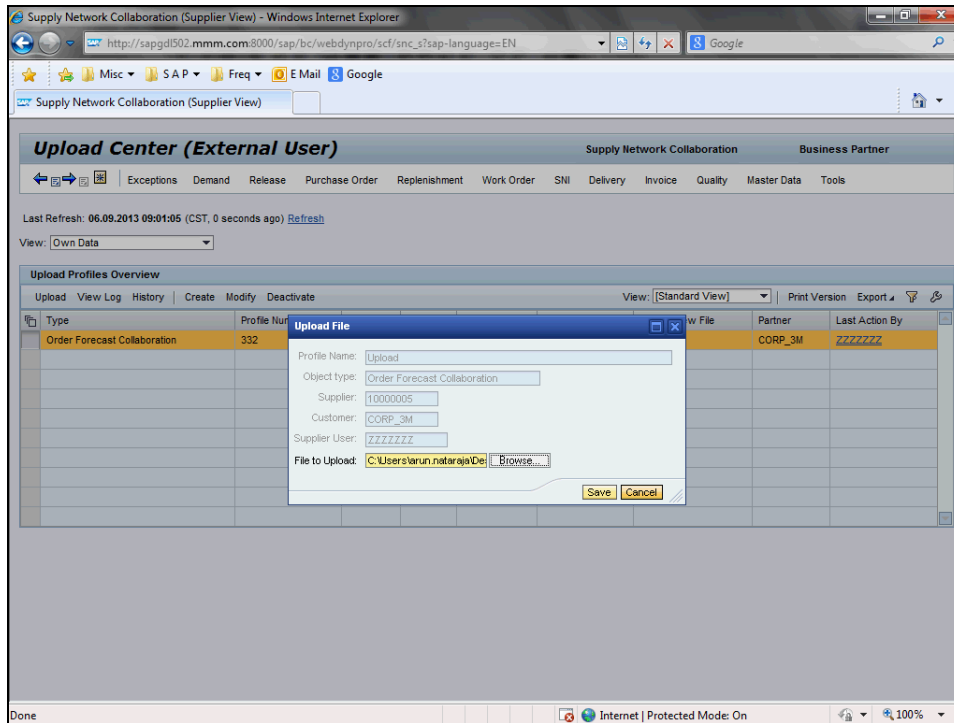 Supply Network Collaboration (Supplier View) - Windows Internet Explorer
http://sapgdl502.mmm.com:8000/sap/bc/webdynpro/scf/snc_s?sap-language=EN
Google
Misc SAP Freq E Mail Google
Supply Network Collaboration (Supplier View)
Upload Center (External User) Supply Network Collaboration Business Partner
Exceptions Demand Release Purchase Order Replenishment Work Order SNI Delivery Invoice Quality Master Data Tools
Last Refresh: 06.09.2013 09:01:05 (CST, 0 seconds ago) Refresh
View: Own Data
Upload Profiles Overview
Upload View Log History Create Modify Deactivate View: [Standard View] Print Version Export
Type Profile Nur w File Partner Last Action By
Order Forecast Collaboration 332 CORP_3M ZZZZZZZ
Upload File
Profile Name: Upload
Object type: Order Forecast Collaboration
Supplier: 10000005
Customer: CORP_3M
Supplier User: ZZZZZZZ
File to Upload: C:\Users\arun.nataraja\De Browse...
Save Cancel
Done Internet | Protected Mode: On 100%